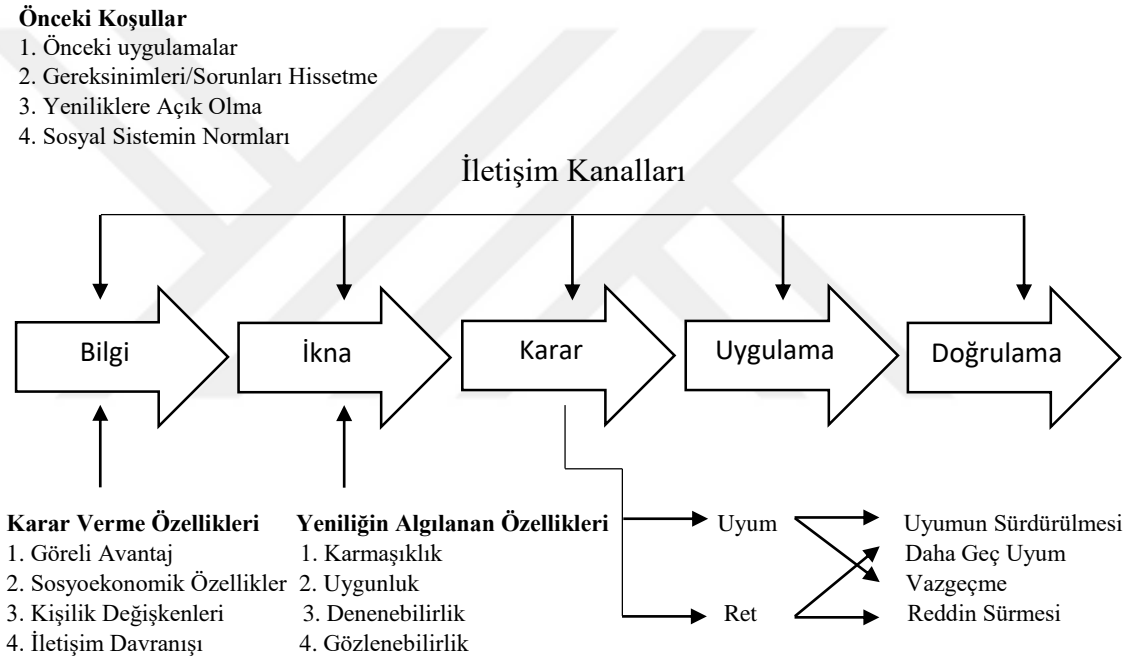 Önceki Koşullar
1. Önceki uygulamalar
2. Gereksinimleri/Sorunları Hissetme
3. Yeniliklere Açık Olma
4. Sosyal Sistemin Normları
İletişim Kanalları
Bilgi
İkna
Karar
Uygulama
Doğrulama
Karar Verme Özellikleri
1. Göreli Avantaj
2. Sosyoekonomik Özellikler
3. Kişilik Değişkenleri
4. İletişim Davranışı
Yeniliğin Algılanan Özellikleri
1. Karmaşıklık
2. Uygunluk
3. Denenebilirlik
4. Gözlenebilirlik
Uyum
Ret
Uyumun Sürdürülmesi
Daha Geç Uyum
Vazgeçme
Reddin Sürmesi